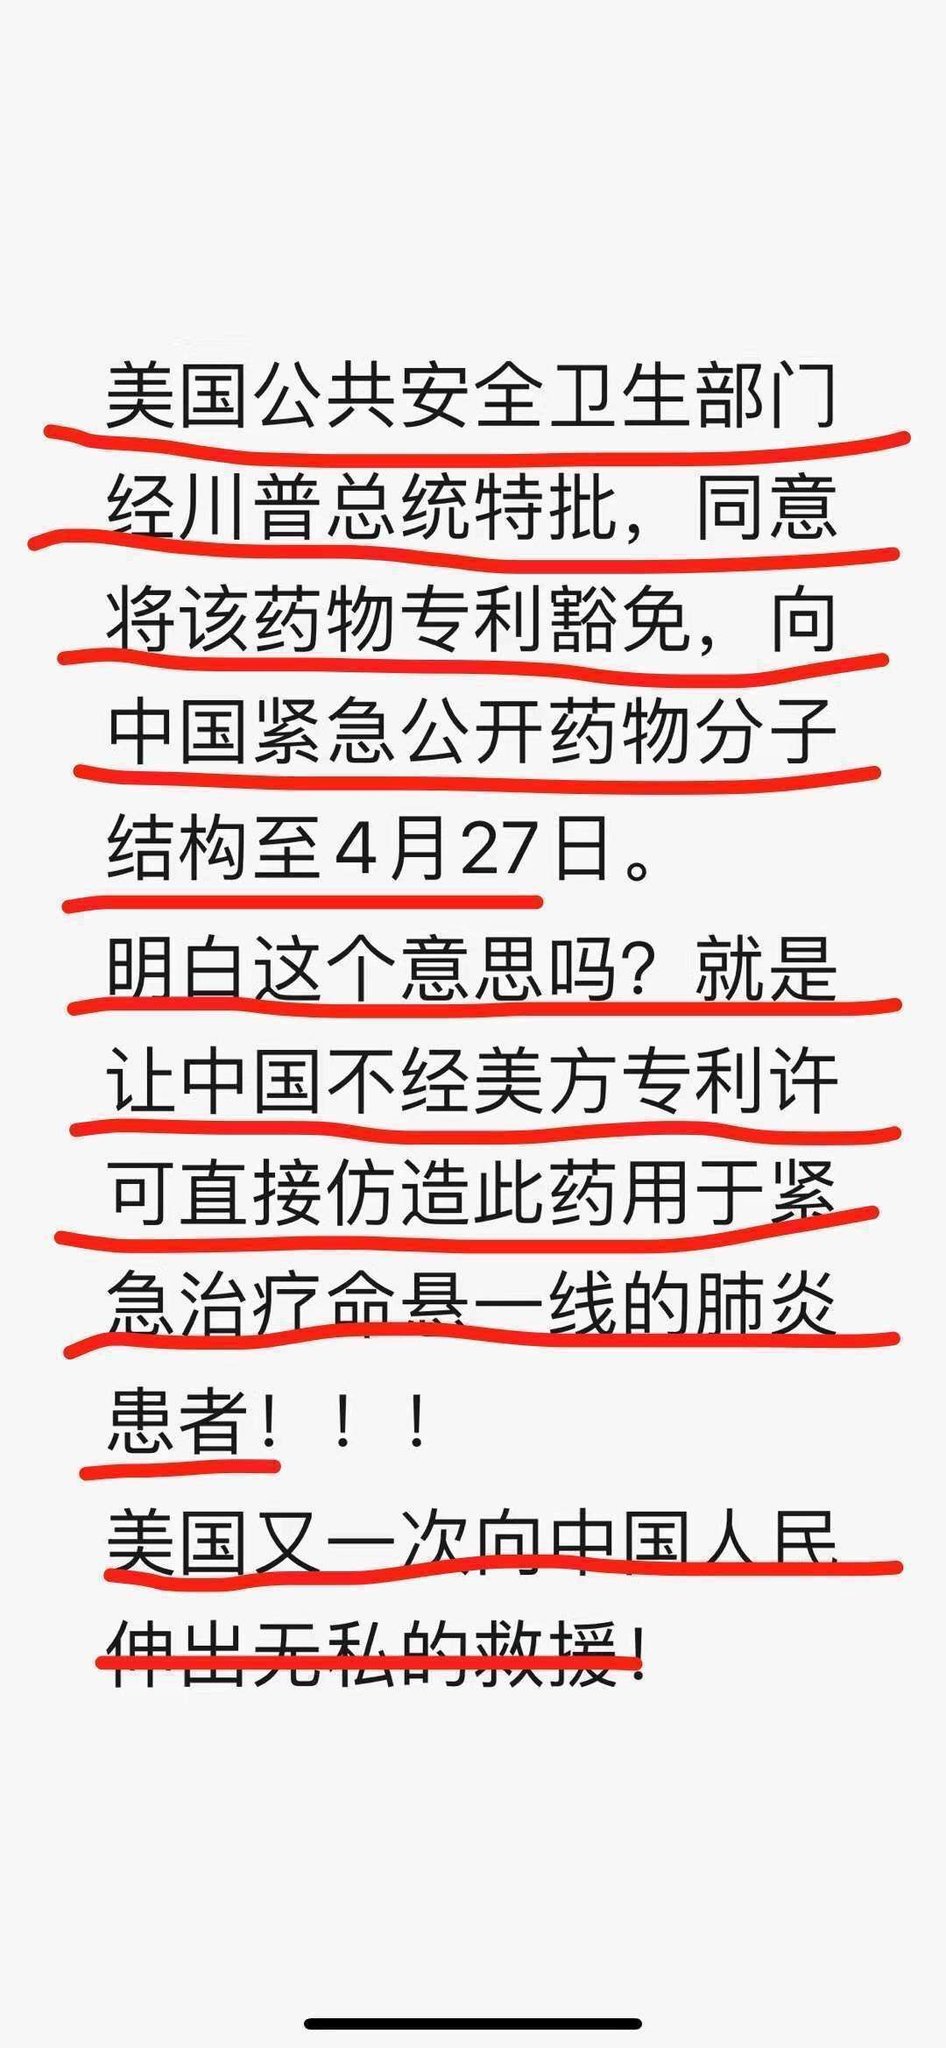 美国公共安全卫生部门
经川普总统特批，同意
将该药物专利豁免，向
中国紧急公开药物分子
结构至4月27日。
明白这个意思吗？就是
让中国不经美方专利许
可直接仿造此药用于紧
急治疗命悬一线的肺炎
患者！！！
美国又一次向中国人民
伸出无私的救援！